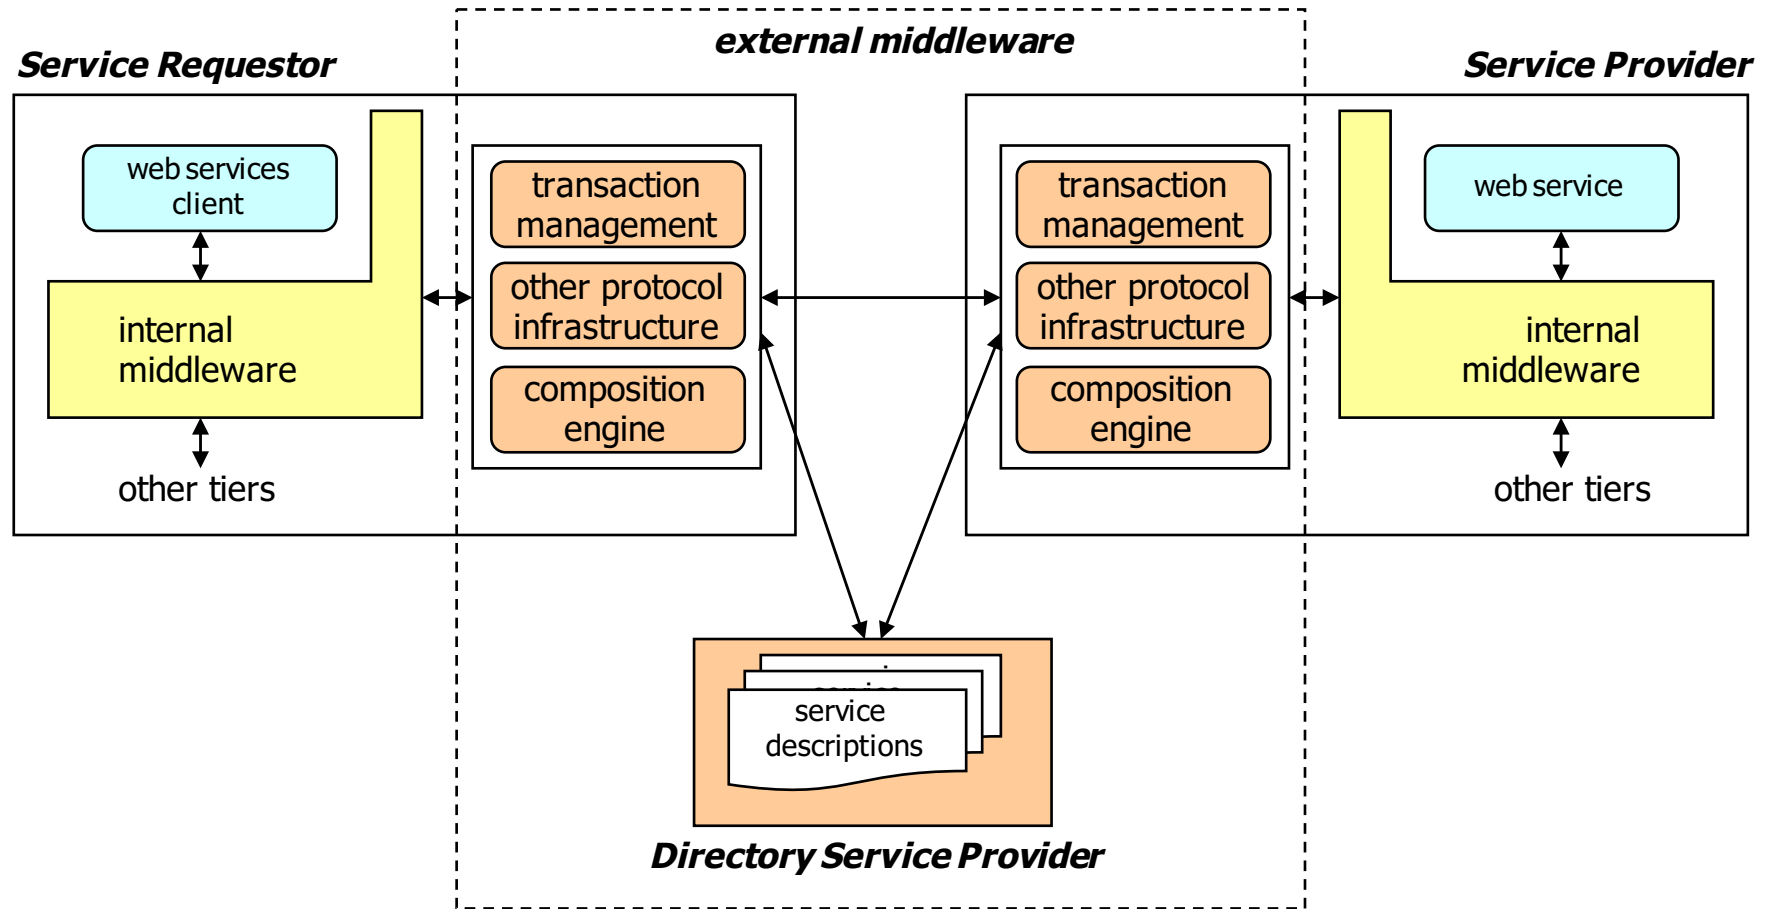 external middleware
Service Requestor
Service Provider
web services
client
internal
middleware
other tiers
transaction
management
other protocol
infrastructure
composition
engine
transaction
management
other protocol
infrastructure
composition
engine
web service
internal
middleware
other tiers
service
descriptions
Directory Service Provider